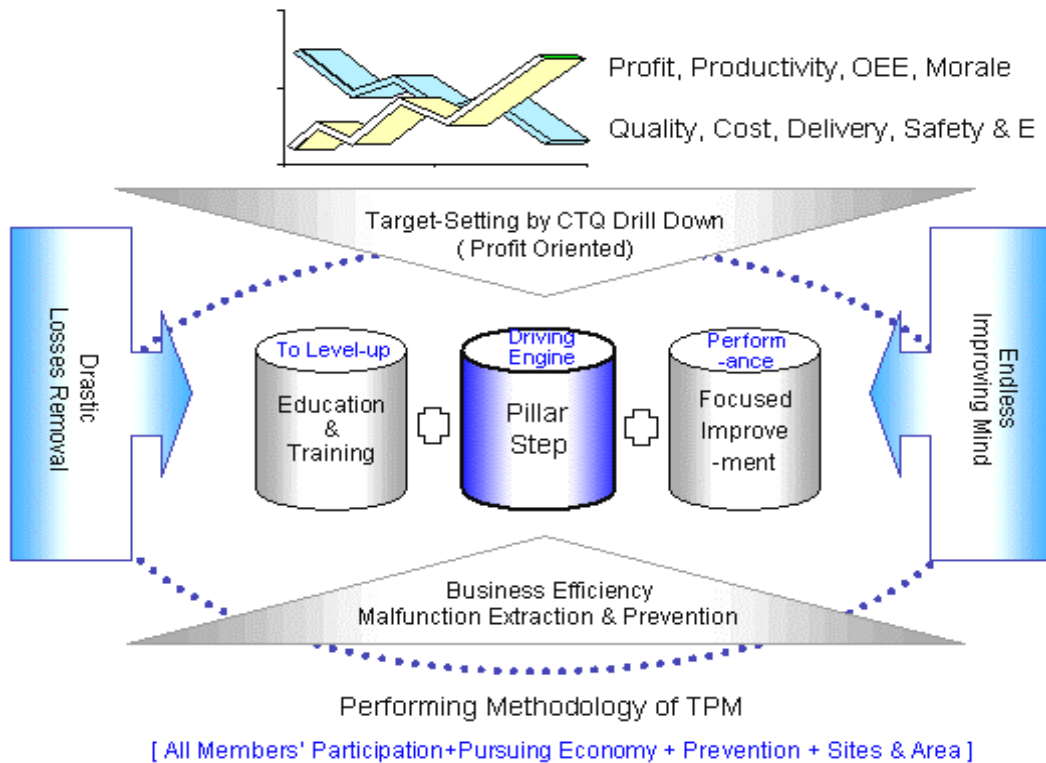 Profit, Productivity, OEE, Morale
Quality, Cost, Delivery, Safety & E
Target-Setting by CTQ Drill Down
( Profit Oriented)
Drastic
Losses Removal
To Level-up
Education
&
Training
Driving
Engine
Pillar
Step
Perform
-ance
Focused
Improve
-ment
Endless
Improving Mind
Business Efficiency
Malfunction Extraction & Prevention
Performing Methodology of TPM
[ All Members' Participation+Pursuing Economy + Prevention + Sites & Area ]